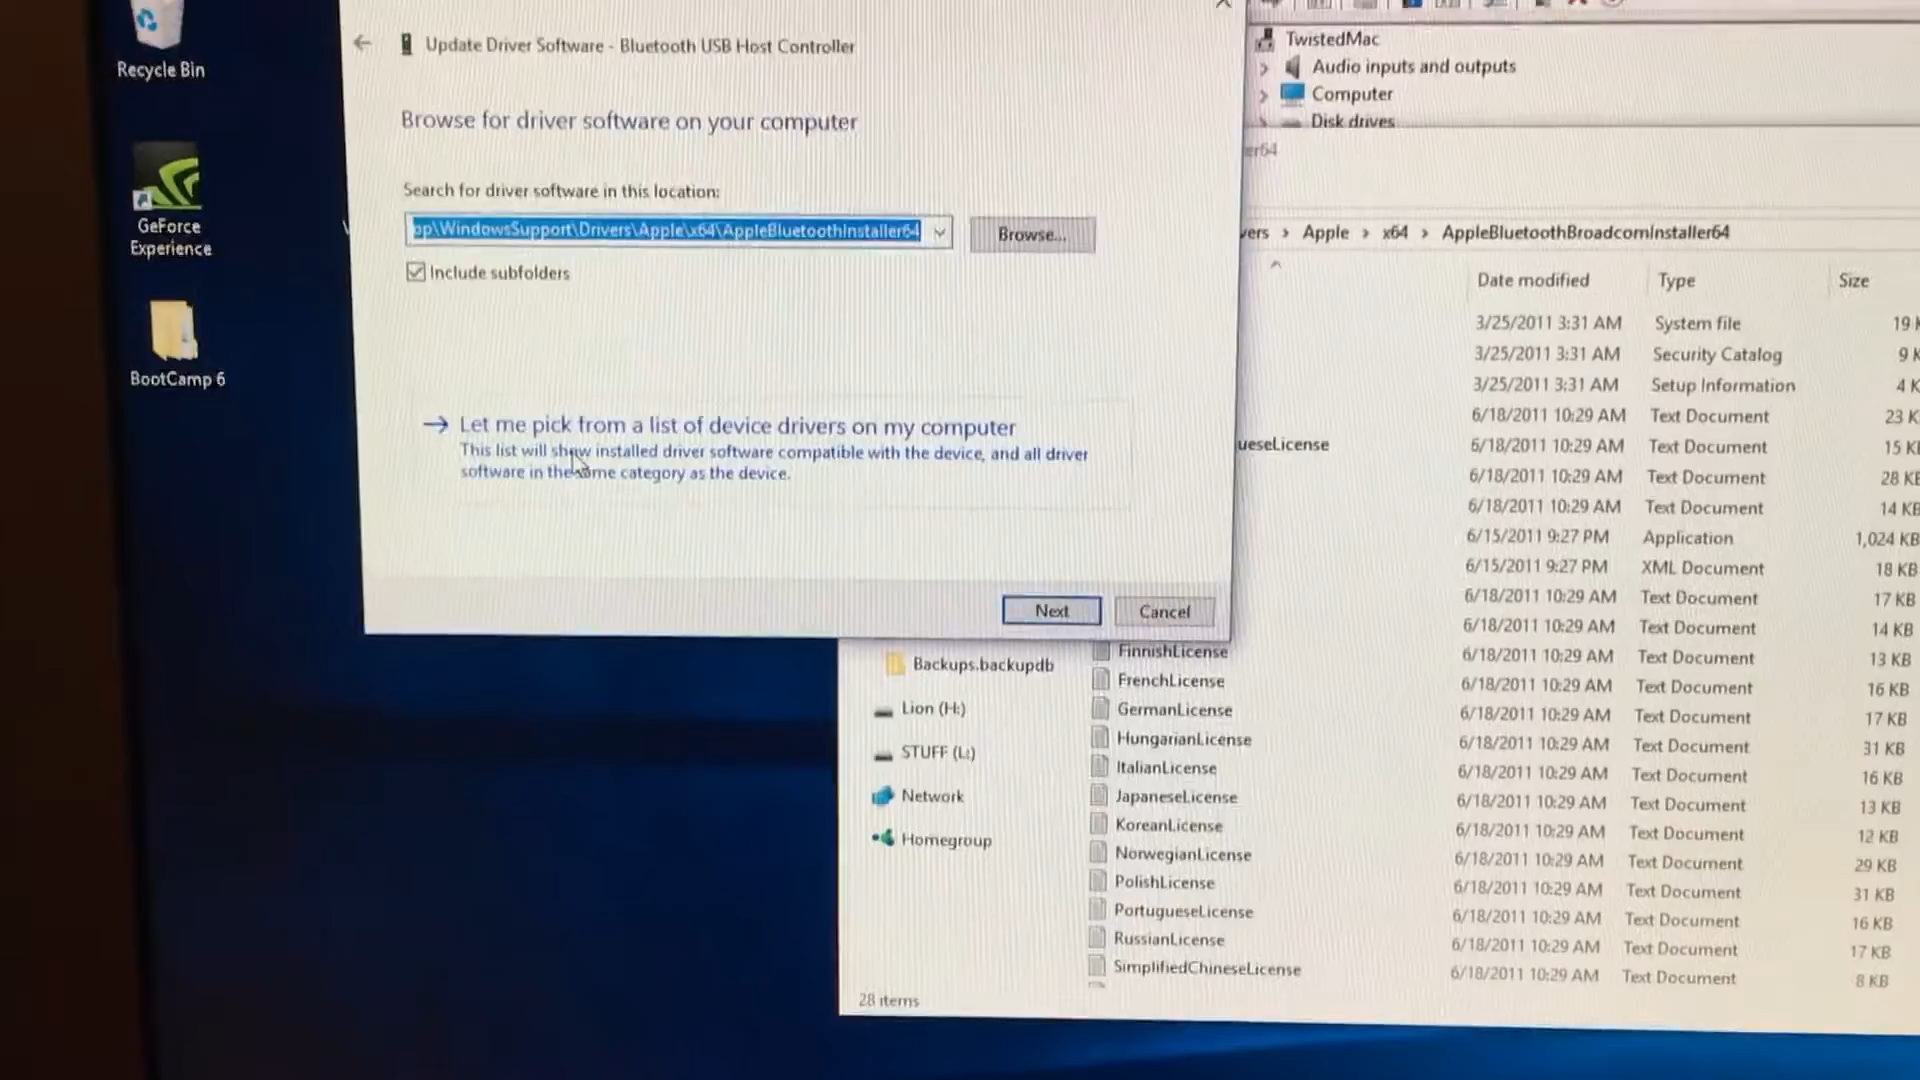 Recycle Bin
GeForce
Experience
BootCamp 6
Update Driver Software - Bluetooth USB Host Controller
Browse for driver software on your computer
Search for driver software in this location:
op\WindowsSupport\Drivers\Apple\x64\AppleBluetoothInstaller64
Browse...
Include subfolders
Let me pick from a list of device drivers on my computer
This list will show installed driver software compatible with the device, and all driver
software in the same category as the device.
Next
Cancel
TwistedMac
Audio inputs and outputs
Computer
Disk drives
er64
vers › Apple › x64 › AppleBluetoothBroadcomInstaller64
Date modified Type Size
3/25/2011 3:31 AM System file 19 K
3/25/2011 3:31 AM Security Catalog 9 K
3/25/2011 3:31 AM Setup Information 4 K
6/18/2011 10:29 AM Text Document 23 K
ueseLicense 6/18/2011 10:29 AM Text Document 15 K
6/18/2011 10:29 AM Text Document 28 KB
6/18/2011 10:29 AM Text Document 14 KB
6/15/2011 9:27 PM Application 1,024 KB
6/15/2011 9:27 PM XML Document 18 KB
6/18/2011 10:29 AM Text Document 17 KB
6/18/2011 10:29 AM Text Document 14 KB
FinnishLicense 6/18/2011 10:29 AM Text Document 13 KB
FrenchLicense 6/18/2011 10:29 AM Text Document 16 KB
GermanLicense 6/18/2011 10:29 AM Text Document 17 KB
HungarianLicense 6/18/2011 10:29 AM Text Document 31 KB
ItalianLicense 6/18/2011 10:29 AM Text Document 16 KB
JapaneseLicense 6/18/2011 10:29 AM Text Document 13 KB
KoreanLicense 6/18/2011 10:29 AM Text Document 12 KB
NorwegianLicense 6/18/2011 10:29 AM Text Document 29 KB
PolishLicense 6/18/2011 10:29 AM Text Document 31 KB
PortugueseLicense 6/18/2011 10:29 AM Text Document 16 KB
RussianLicense 6/18/2011 10:29 AM Text Document 17 KB
SimplifiedChineseLicense 6/18/2011 10:29 AM Text Document 8 KB
Backups.backupdb
Lion (H:)
STUFF (L:)
Network
Homegroup
28 items